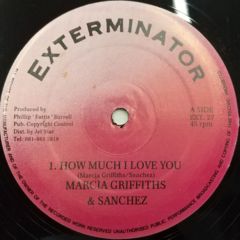 EXTERMINATOR
Produced by
Phillip 'Fattis' Burrell
Pub. Copyright Control
Dist. by Jet Star
A SIDE
EXT. 27
45 rpm
1. HOW MUCH I LOVE YOU
(Marcia Griffiths/Sanchez)
MARCIA GRIFFITHS
& SANCHEZ